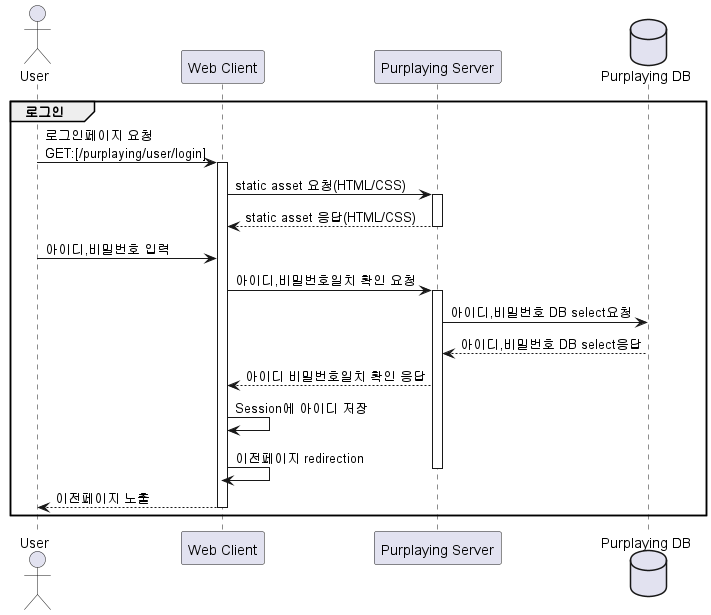 User
Web Client
Purplaying Server
Purplaying DB
로그인
로그인페이지 요청
GET:[/purplaying/user/login]
static asset 요청(HTML/CSS)
static asset 응답(HTML/CSS)
아이디,비밀번호 입력
아이디,비밀번호일치 확인 요청
아이디,비밀번호 DB select요청
아이디,비밀번호 DB select응답
아이디 비밀번호일치 확인 응답
Session에 아이디 저장
이전페이지 redirection
이전페이지 노출
User
Web Client
Purplaying Server
Purplaying DB